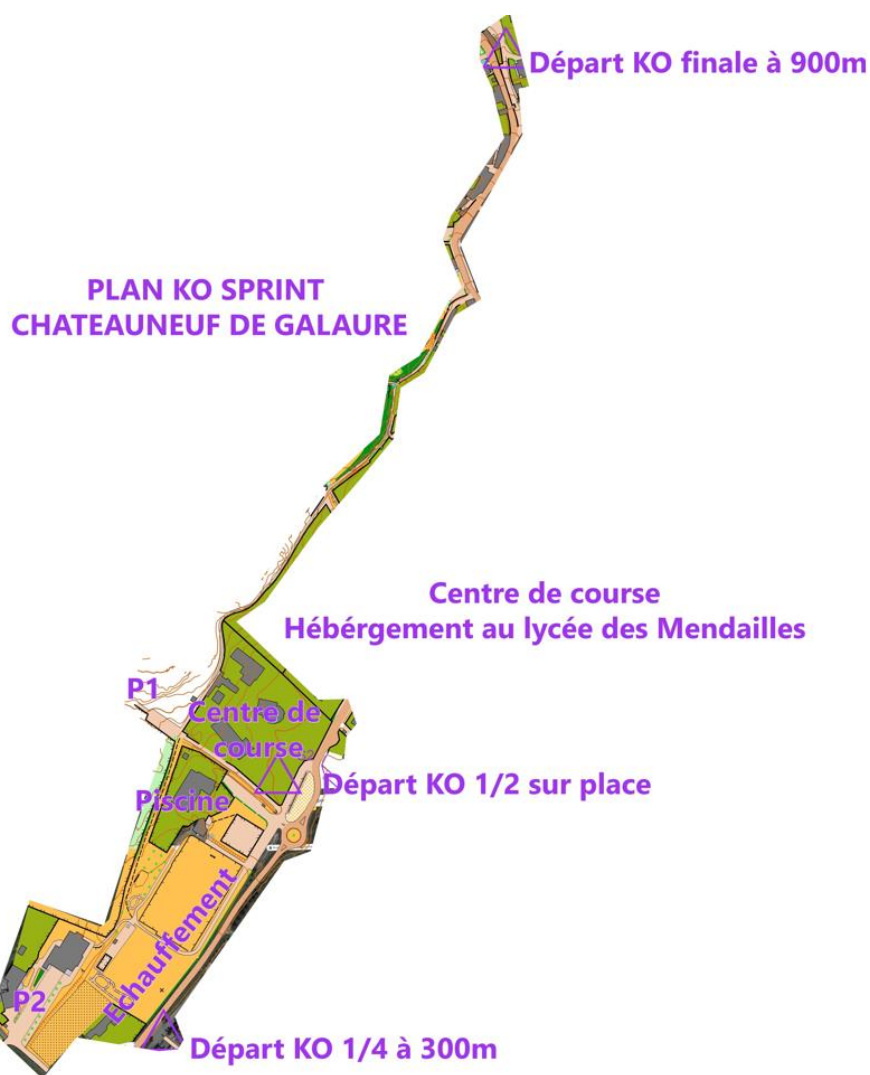 Départ KO finale à 900m
PLAN KO SPRINT
CHATEAUNEUF DE GALAURE
Centre de course
Hébérgement au lycée des Mendailles
P1
Centre de
course
Départ KO 1/2 sur place
Piscine
Echauffement
P2
Départ KO 1/4 à 300m